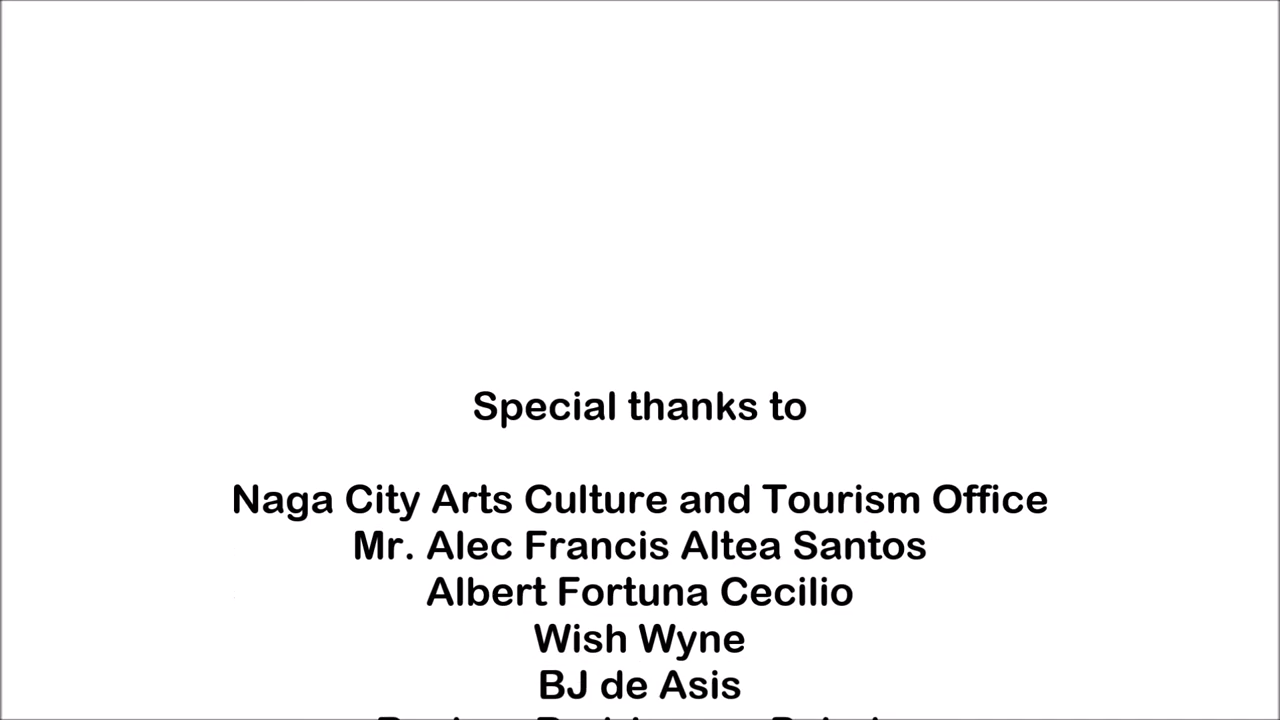 Special thanks to
Naga City Arts Culture and Tourism Office
Mr. Alec Francis Altea Santos
Albert Fortuna Cecilio
Wish Wyne
BJ de Asis